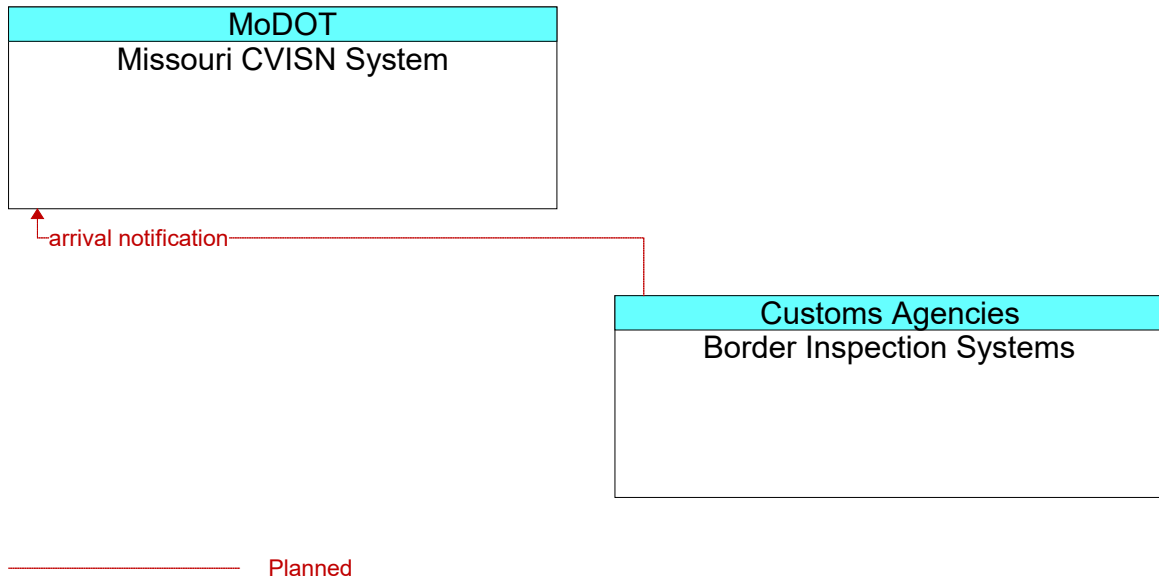 MoDOT
Missouri CVISN System
arrival notification
Customs Agencies
Border Inspection Systems
Planned